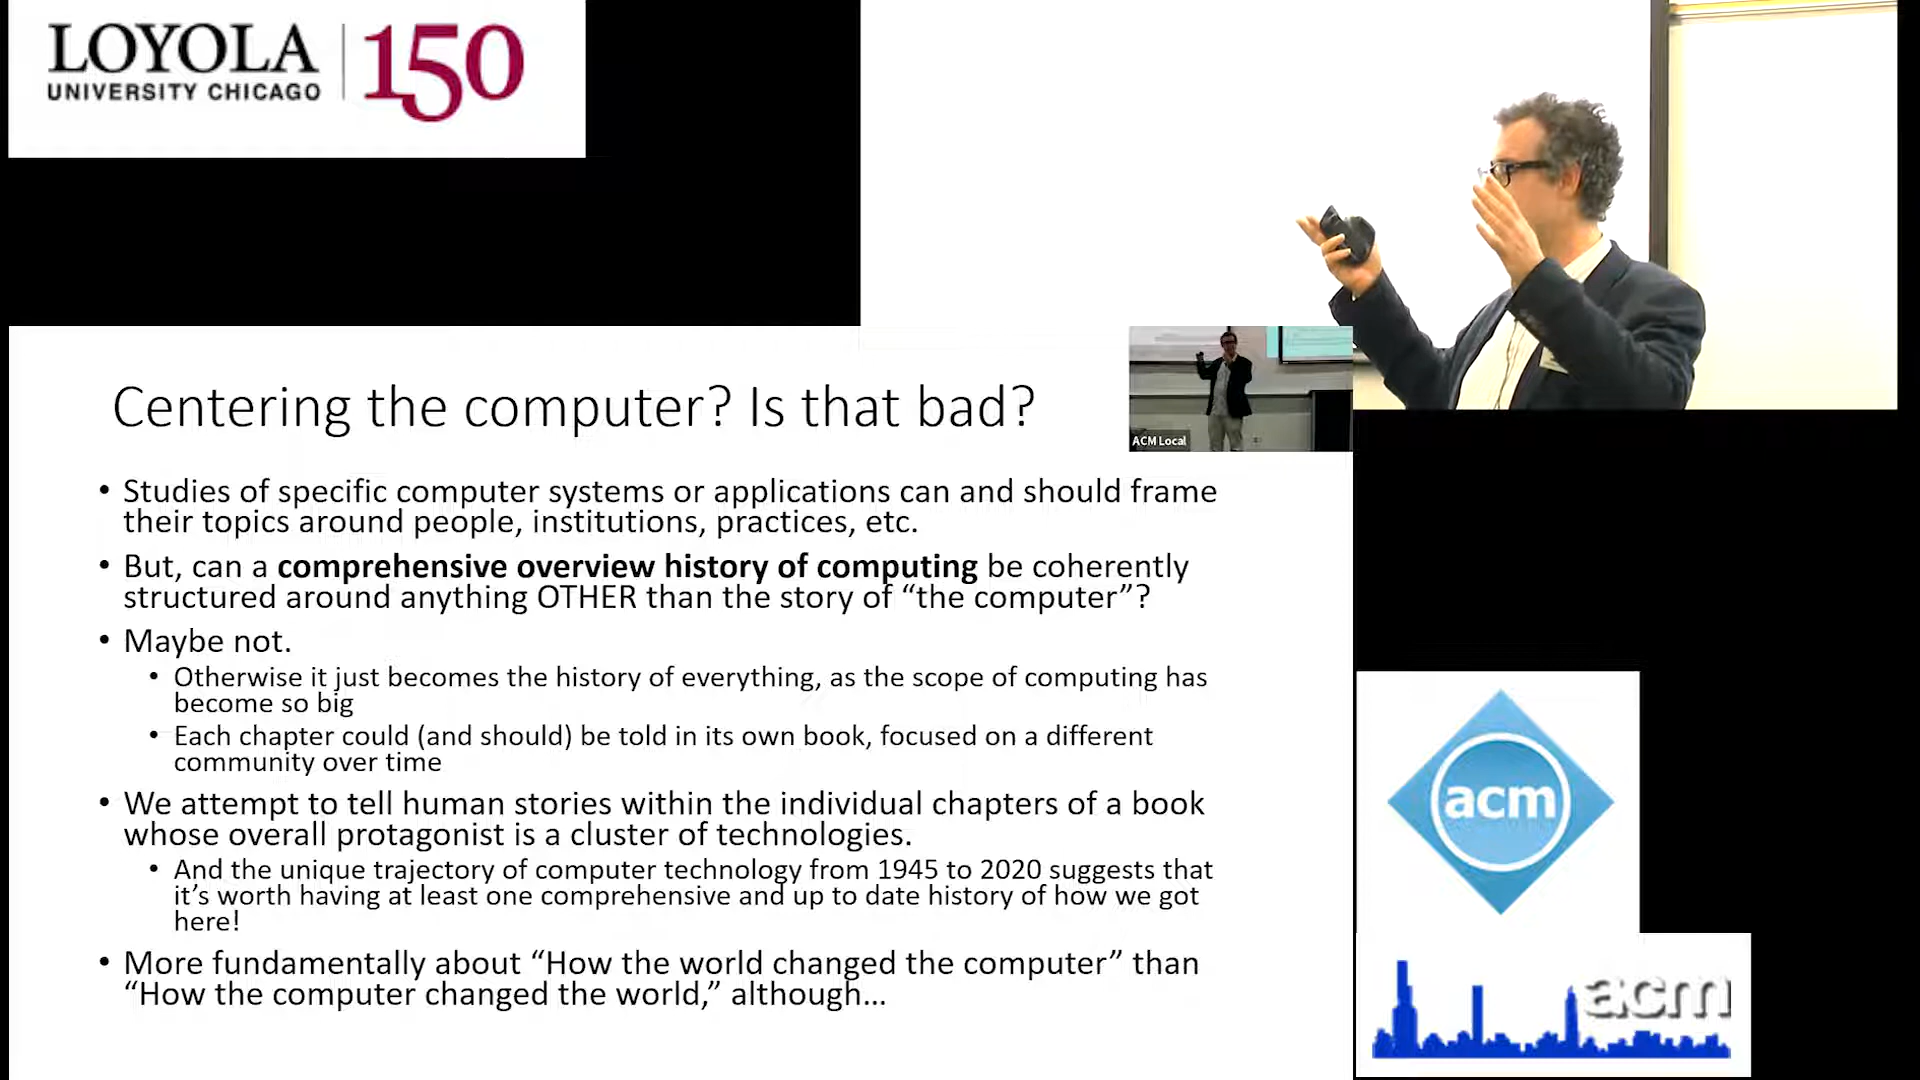 LOYOLA
UNIVERSITY CHICAGO
150
ACM Local
Centering the computer? Is that bad?
• Studies of specific computer systems or applications can and should frame
their topics around people, institutions, practices, etc.
• But, can a comprehensive overview history of computing be coherently
structured around anything OTHER than the story of “the computer”?
• Maybe not.
• Otherwise it just becomes the history of everything, as the scope of computing has
become so big
• Each chapter could (and should) be told in its own book, focused on a different
community over time
• We attempt to tell human stories within the individual chapters of a book
whose overall protagonist is a cluster of technologies.
• And the unique trajectory of computer technology from 1945 to 2020 suggests that
it’s worth having at least one comprehensive and up to date history of how we got
here!
• More fundamentally about “How the world changed the computer” than
“How the computer changed the world,” although…
acm
acm